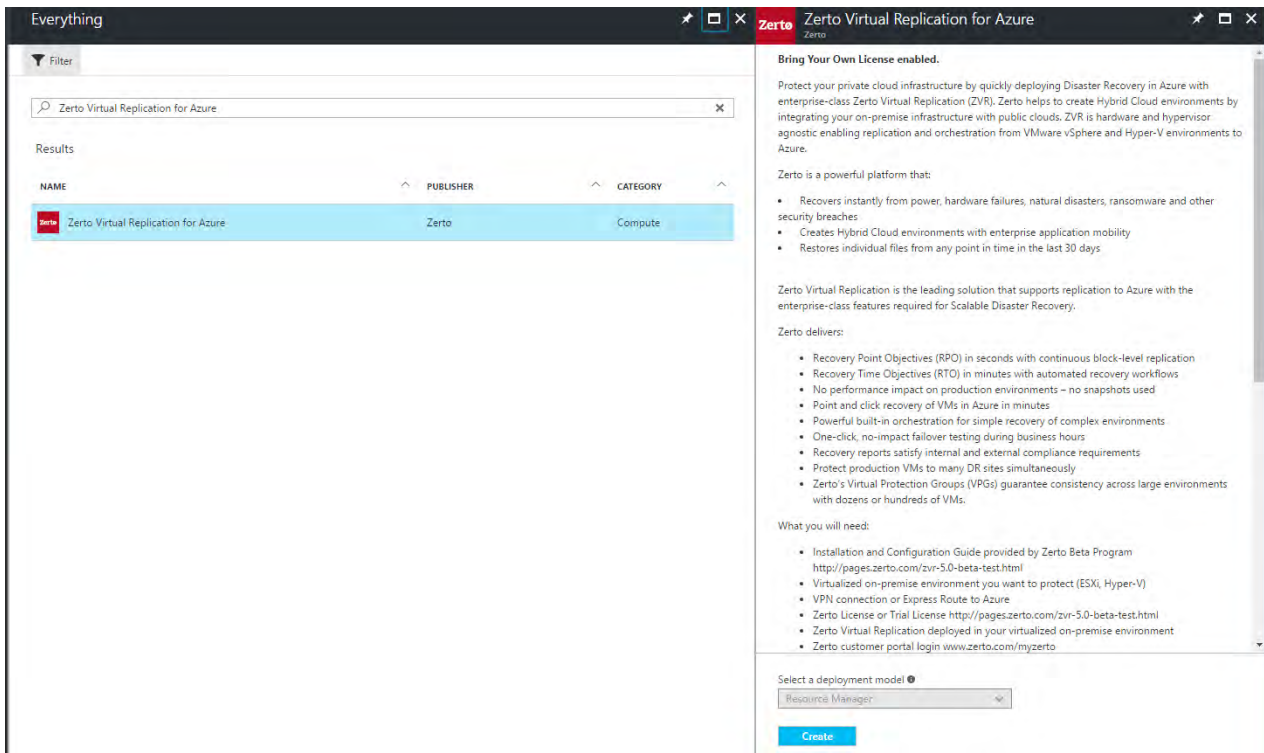 Everything
Filter
Zerto Virtual Replication for Azure
Results
NAME
PUBLISHER
CATEGORY
Zerto
Zerto Virtual Replication for Azure
Zerto
Compute
Zerto
Zerto Virtual Replication for Azure
Zerto
Bring Your Own License enabled.
Protect your private cloud infrastructure by quickly deploying Disaster Recovery in Azure with
enterprise-class Zerto Virtual Replication (ZVR). Zerto helps to create Hybrid Cloud environments by
integrating your on-premise infrastructure with public clouds. ZVR is hardware and hypervisor
agnostic enabling replication and orchestration from VMware vSphere and Hyper-V environments to
Azure.
Zerto is a powerful platform that:
• Recovers instantly from power, hardware failures, natural disasters, ransomware and other
security breaches
• Creates Hybrid Cloud environments with enterprise application mobility
• Restores individual files from any point in time in the last 30 days
Zerto Virtual Replication is the leading solution that supports replication to Azure with the
enterprise-class features required for Scalable Disaster Recovery.
Zerto delivers:
• Recovery Point Objectives (RPO) in seconds with continuous block-level replication
• Recovery Time Objectives (RTO) in minutes with automated recovery workflows
• No performance impact on production environments – no snapshots used
• Point and click recovery of VMs in Azure in minutes
• Powerful built-in orchestration for simple recovery of complex environments
• One-click, no-impact failover testing during business hours
• Recovery reports satisfy internal and external compliance requirements
• Protect production VMs to many DR sites simultaneously
• Zerto's Virtual Protection Groups (VPGs) guarantee consistency across large environments
with dozens or hundreds of VMs.
What you will need:
• Installation and Configuration Guide provided by Zerto Beta Program
http://pages.zerto.com/zvr-5.0-beta-test.html
• Virtualized on-premise environment you want to protect (ESXi, Hyper-V)
• VPN connection or Express Route to Azure
• Zerto License or Trial License http://pages.zerto.com/zvr-5.0-beta-test.html
• Zerto Virtual Replication deployed in your virtualized on-premise environment
• Zerto customer portal login www.zerto.com/myzerto
Select a deployment model
Resource Manager
Create